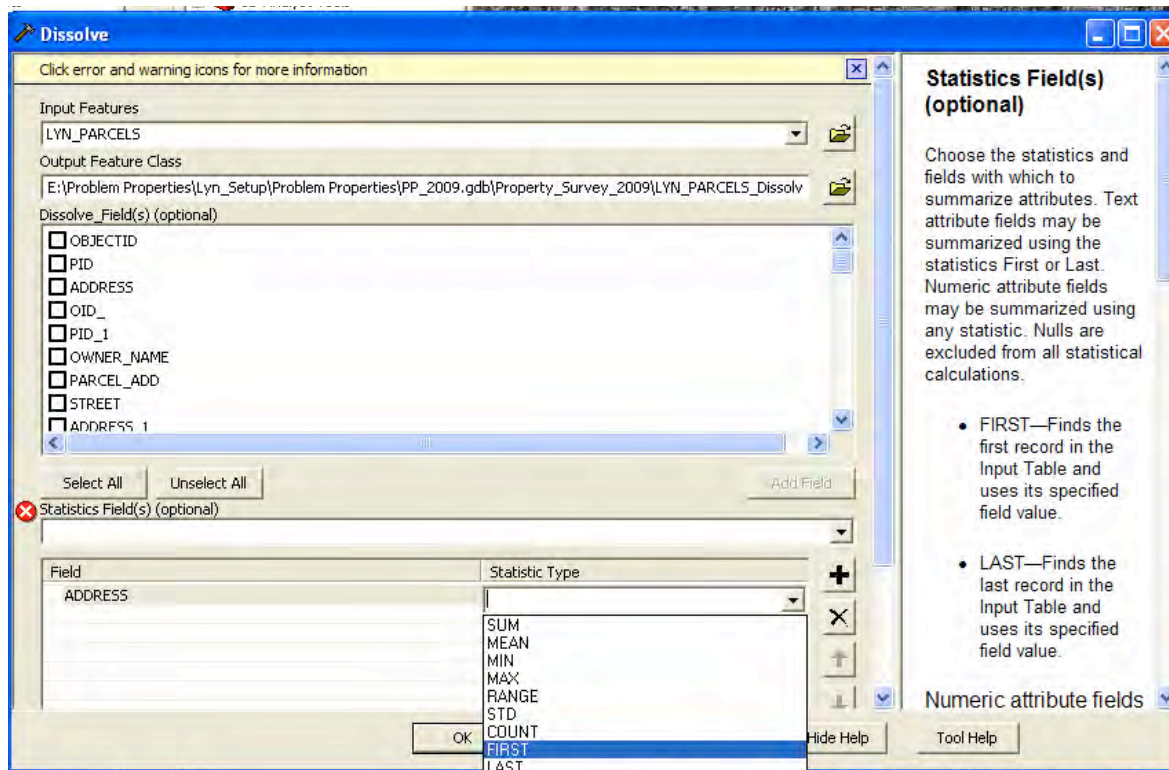 Dissolve
Click error and warning icons for more information
Input Features
LYN_PARCELS
Output Feature Class
E:\Problem Properties\Lyn_Setup\Problem Properties\PP_2009.gdb\Property_Survey_2009\LYN_PARCELS_Dissolv
Dissolve_Field(s) (optional)
OBJECTID
PID
ADDRESS
OID_
PID_1
OWNER_NAME
PARCEL_ADD
STREET
ADDRESS_1
Select All
Unselect All
Add Field
Statistics Field(s) (optional)
Field
Statistic Type
ADDRESS
SUM
MEAN
MIN
MAX
RANGE
STD
COUNT
FIRST
LAST
OK
Hide Help
Tool Help
Statistics Field(s)
(optional)
Choose the statistics and
fields with which to
summarize attributes. Text
attribute fields may be
summarized using the
statistics First or Last.
Numeric attribute fields
may be summarized using
any statistic. Nulls are
excluded from all statistical
calculations.
• FIRST—Finds the
first record in the
Input Table and
uses its specified
field value.
• LAST—Finds the
last record in the
Input Table and
uses its specified
field value.
Numeric attribute fields